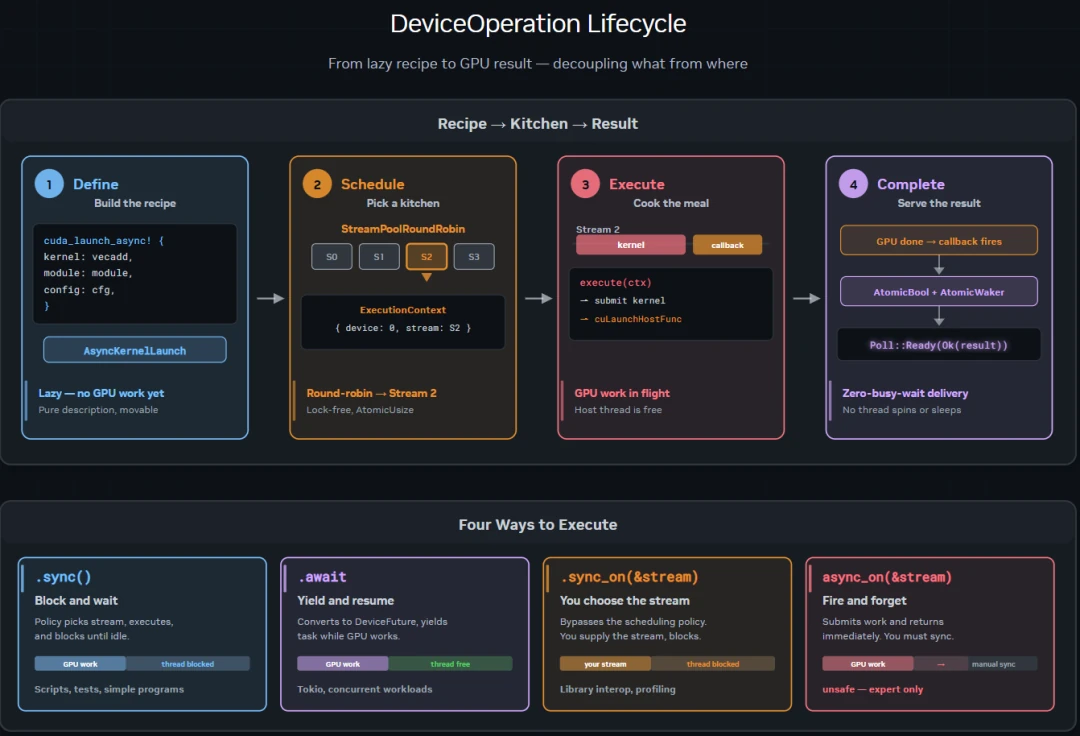 DeviceOperation Lifecycle
From lazy recipe to GPU result — decoupling what from where
Recipe → Kitchen → Result
1
Define
Build the recipe
cuda_launch_async! {
kernel: vecadd,
module: module,
config: cfg,
}
AsyncKernelLaunch
Lazy — no GPU work yet
Pure description, movable
2
Schedule
Pick a kitchen
StreamPoolRoundRobin
S0
S1
S2
S3
ExecutionContext
{ device: 0, stream: S2 }
Round-robin → Stream 2
Lock-free, AtomicUsize
3
Execute
Cook the meal
Stream 2
kernel
callback
execute(ctx)
→ submit kernel
→ cuLaunchHostFunc
GPU work in flight
Host thread is free
4
Complete
Serve the result
GPU done → callback fires
AtomicBool + AtomicWaker
Poll::Ready(Ok(result))
Zero-busy-wait delivery
No thread spins or sleeps
Four Ways to Execute
.sync()
Block and wait
Policy picks stream, executes,
and blocks until idle.
GPU work
thread blocked
Scripts, tests, simple programs
.await
Yield and resume
Converts to DeviceFuture, yields
task while GPU works.
GPU work
thread free
Tokio, concurrent workloads
.sync_on(&stream)
You choose the stream
Bypasses the scheduling policy.
You supply the stream, blocks.
your stream
thread blocked
Library interop, profiling
async_on(&stream)
Fire and forget
Submits work and returns
immediately. You must sync.
GPU work
→
manual sync
unsafe — expert only